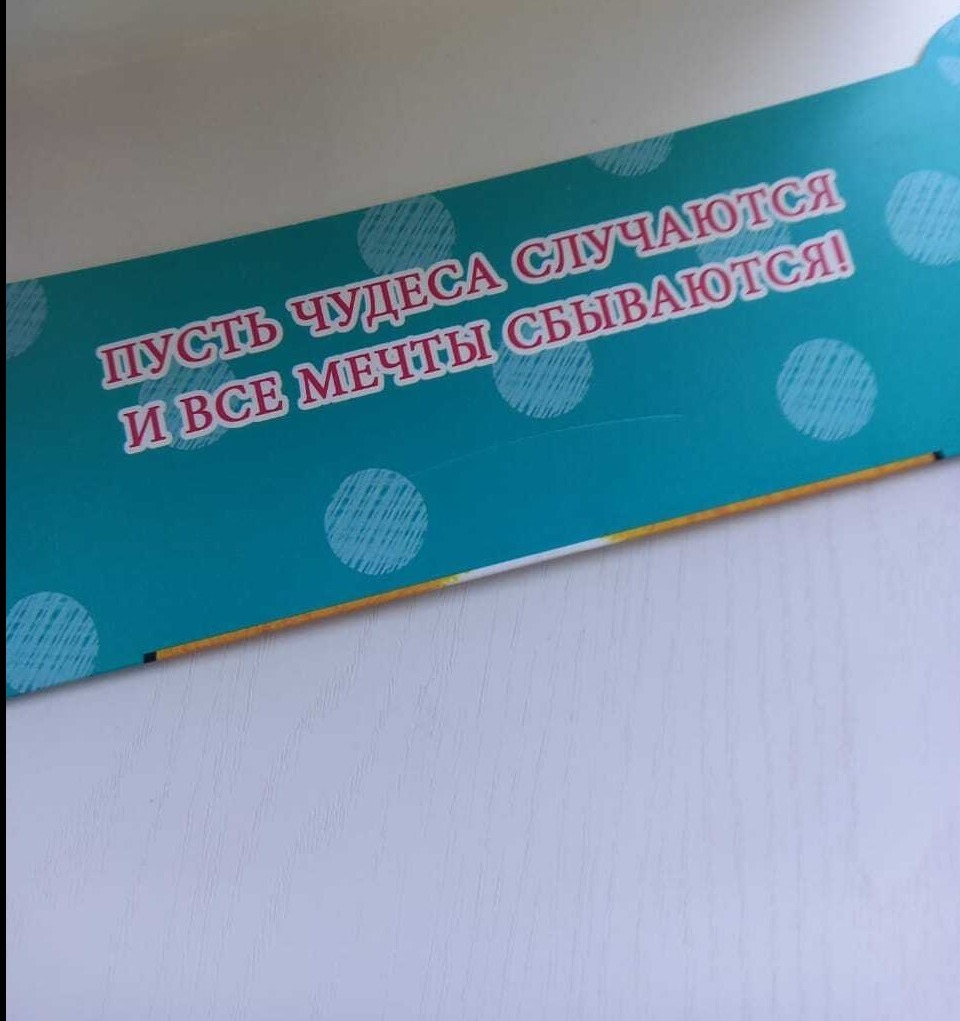 ПУСТЬ ЧУДЕСА СЛУЧАЮТСЯ
И ВСЕ МЕЧТЫ СБЫВАЮТСЯ!